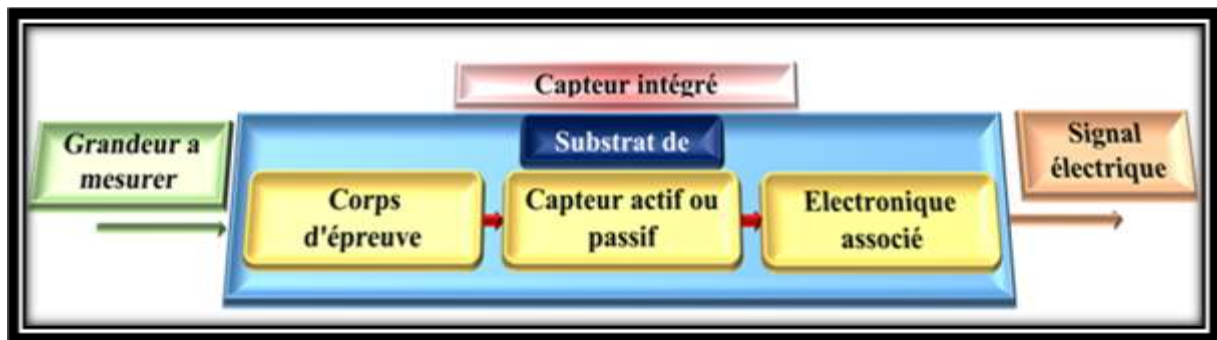 Capteur intégré
Grandeur a
mesurer
Substrat de
Signal
électrique
Corps
d'épreuve
Capteur actif ou
passif
Electronique
associé